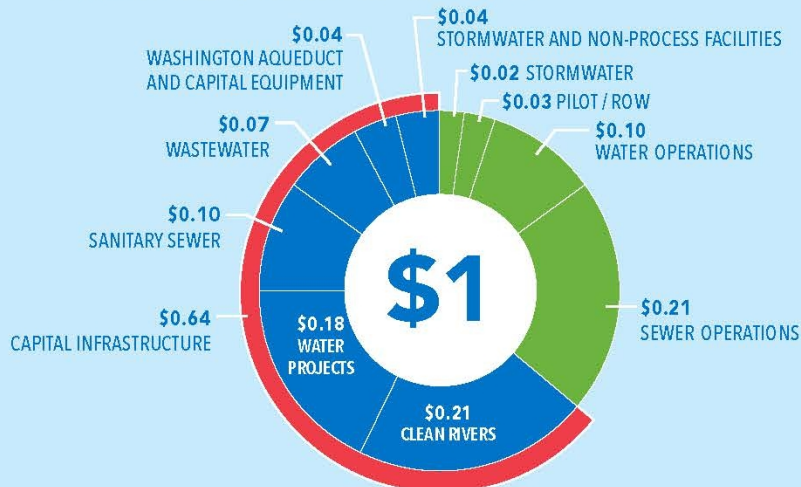 $0.04
STORMWATER AND NON-PROCESS FACILITIES
$0.04
WASHINGTON AQUEDUCT
AND CAPITAL EQUIPMENT
$0.02 STORMWATER
$0.03 PILOT / ROW
$0.07
WASTEWATER
$0.10
WATER OPERATIONS
$0.10
SANITARY SEWER
$1
$0.64
CAPITAL INFRASTRUCTURE
$0.18
WATER
PROJECTS
$0.21
SEWER OPERATIONS
$0.21
CLEAN RIVERS